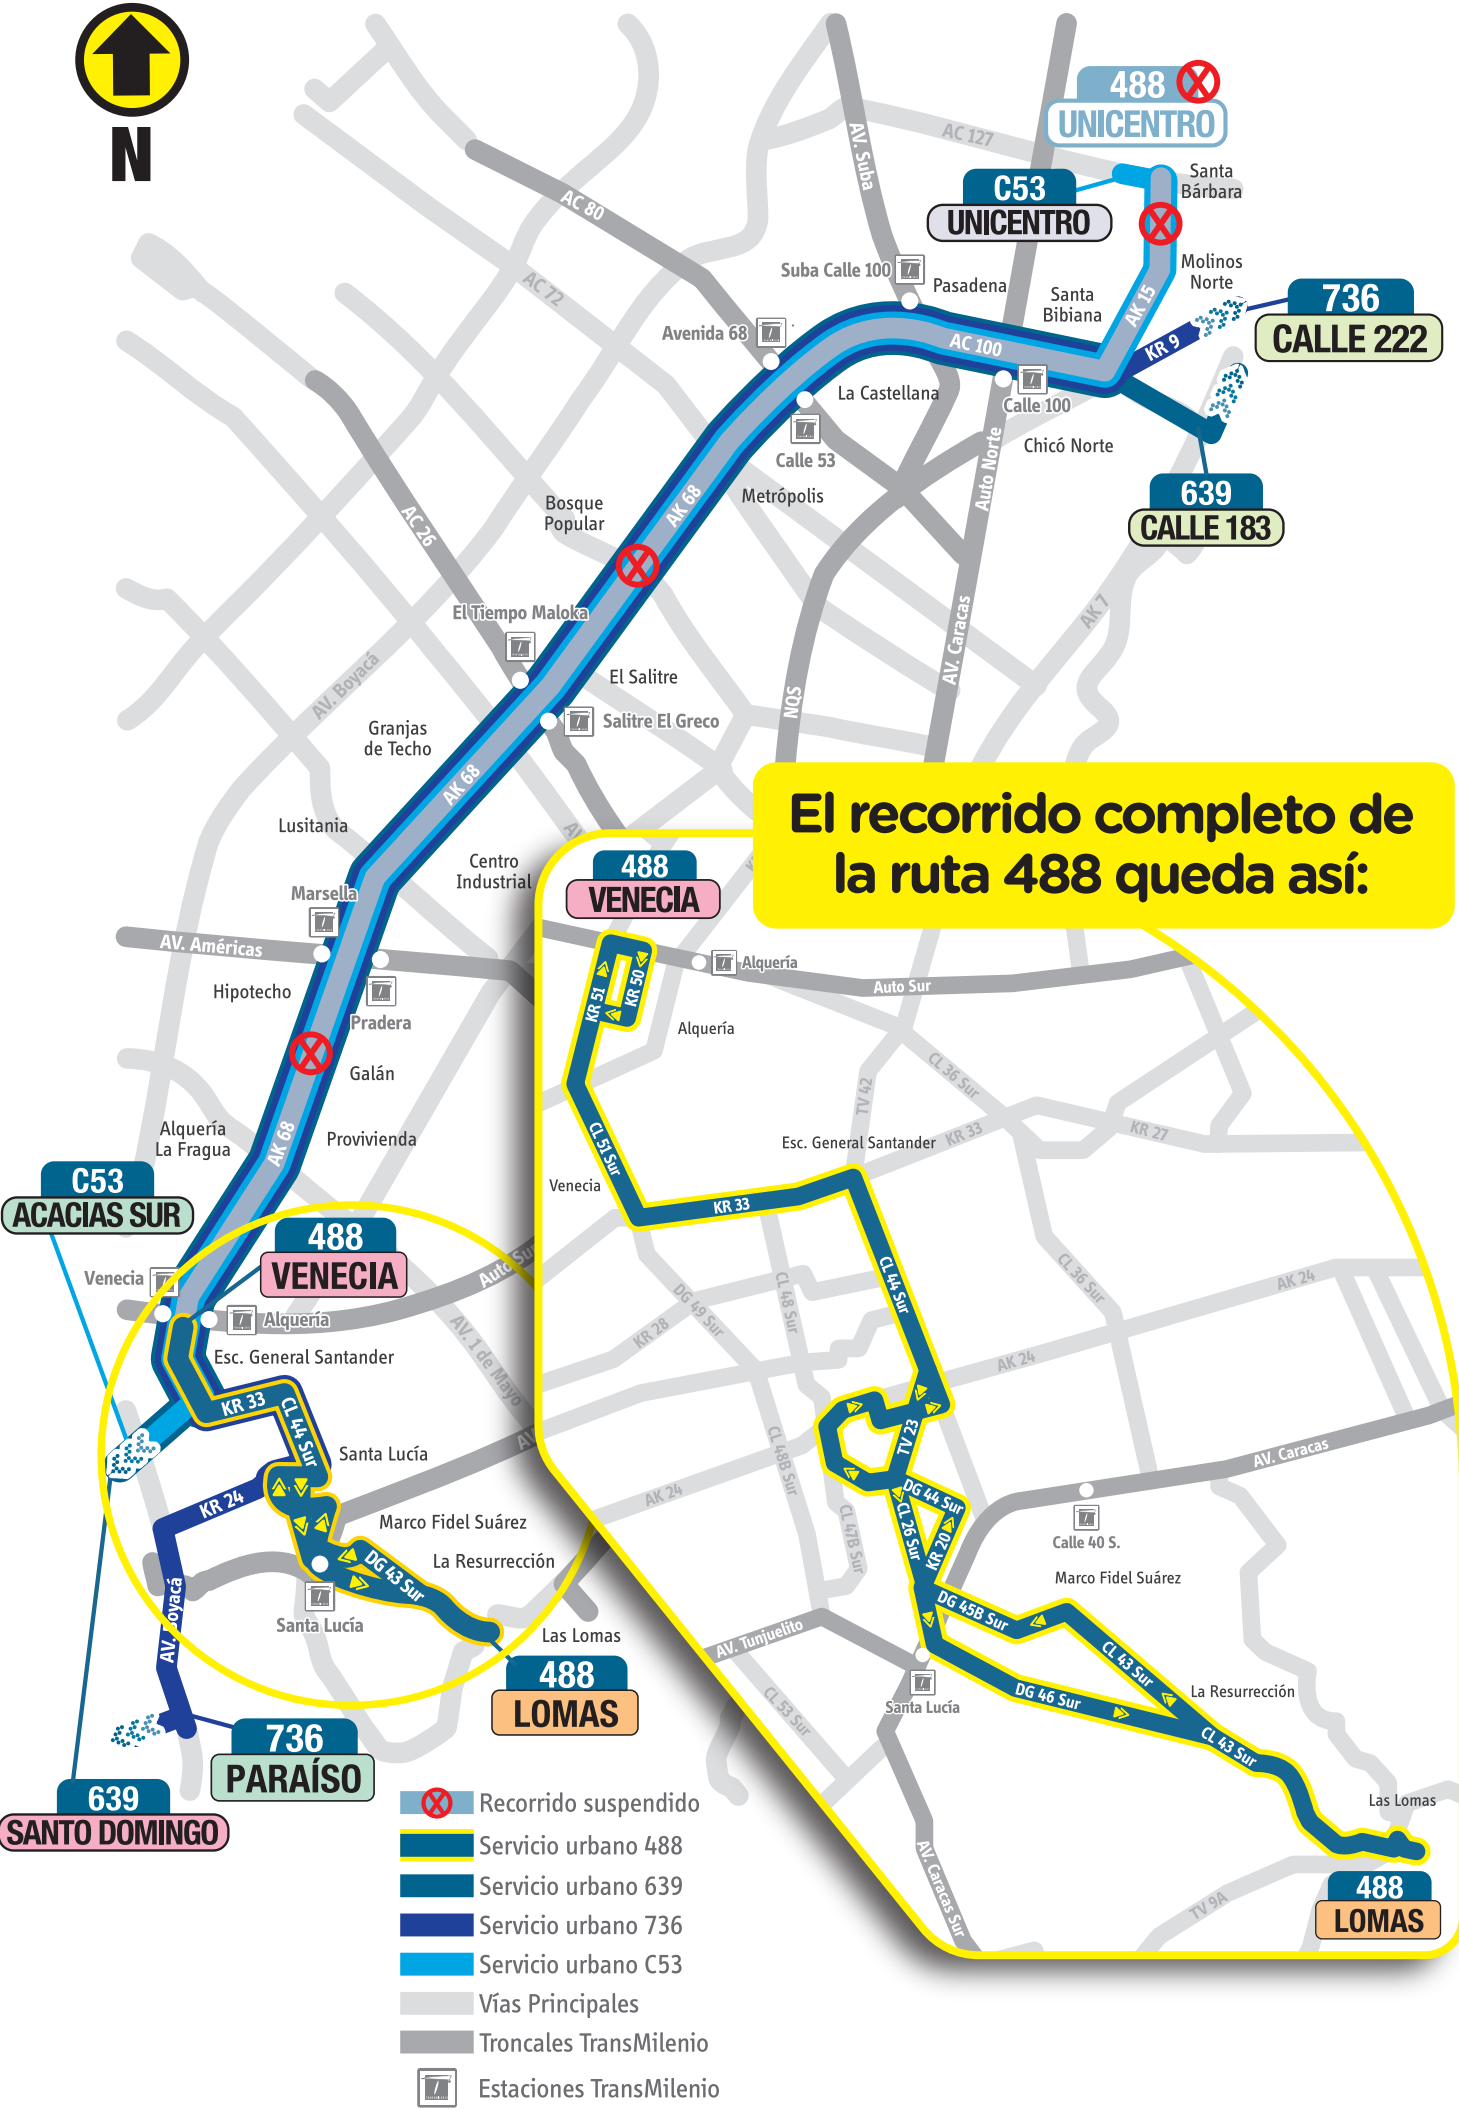 N
488
UNICENTRO
AC 127
AV. Suba
Santa
Bárbara
C53
UNICENTRO
AC 80
Suba Calle 100
Pasadena
Molinos
Norte
Santa
Bibiana
AK 15
736
CALLE 222
AC 72
Avenida 68
AC 100
KR 9
La Castellana
Calle 100
Calle 53
Chicó Norte
Auto Norte
639
CALLE 183
Metrópolis
AK 68
Bosque
Popular
AC 26
El Tiempo Maloka
AK 7
AV. Caracas
AV. Boyacá
El Salitre
NQS
Salitre El Greco
Granjas
de Techo
AK 68
Lusitania
Centro
Industrial
Marsella
AV. Américas
Hipotecho
Pradera
Galán
Alquería
La Fragua
Provivienda
AK 68
C53
ACACIAS SUR
488
VENECIA
Venecia
Auto Sur
Alquería
Esc. General Santander
AV. 1 de Mayo
KR 33
CL 44 Sur
Santa Lucía
KR 24
Marco Fidel Suárez
La Resurrección
DG 43 Sur
AV. Boyacá
Santa Lucía
Las Lomas
488
LOMAS
736
PARAÍSO
639
SANTO DOMINGO
El recorrido completo de
la ruta 488 queda así:
488
VENECIA
Alquería
Auto Sur
KR 51
KR 50
Alquería
CL 36 Sur
TV 42
Esc. General Santander
KR 33
KR 27
CL 51 Sur
Venecia
KR 33
CL 44 Sur
CL 36 Sur
AK 24
CL 48 Sur
DG 49 Sur
KR 28
AK 24
TV 23
CL 48B Sur
AV. Caracas
AK 24
DG 44 Sur
CL 26 Sur
KR 20
CL 47B Sur
Calle 40 S.
Marco Fidel Suárez
DG 45B Sur
AV. Tunjuelito
CL 43 Sur
La Resurrección
Santa Lucía
DG 46 Sur
CL 53 Sur
CL 43 Sur
Las Lomas
AV. Caracas Sur
TV 9A
488
LOMAS
Recorrido suspendido
Servicio urbano 488
Servicio urbano 639
Servicio urbano 736
Servicio urbano C53
Vías Principales
Troncales TransMilenio
Estaciones TransMilenio